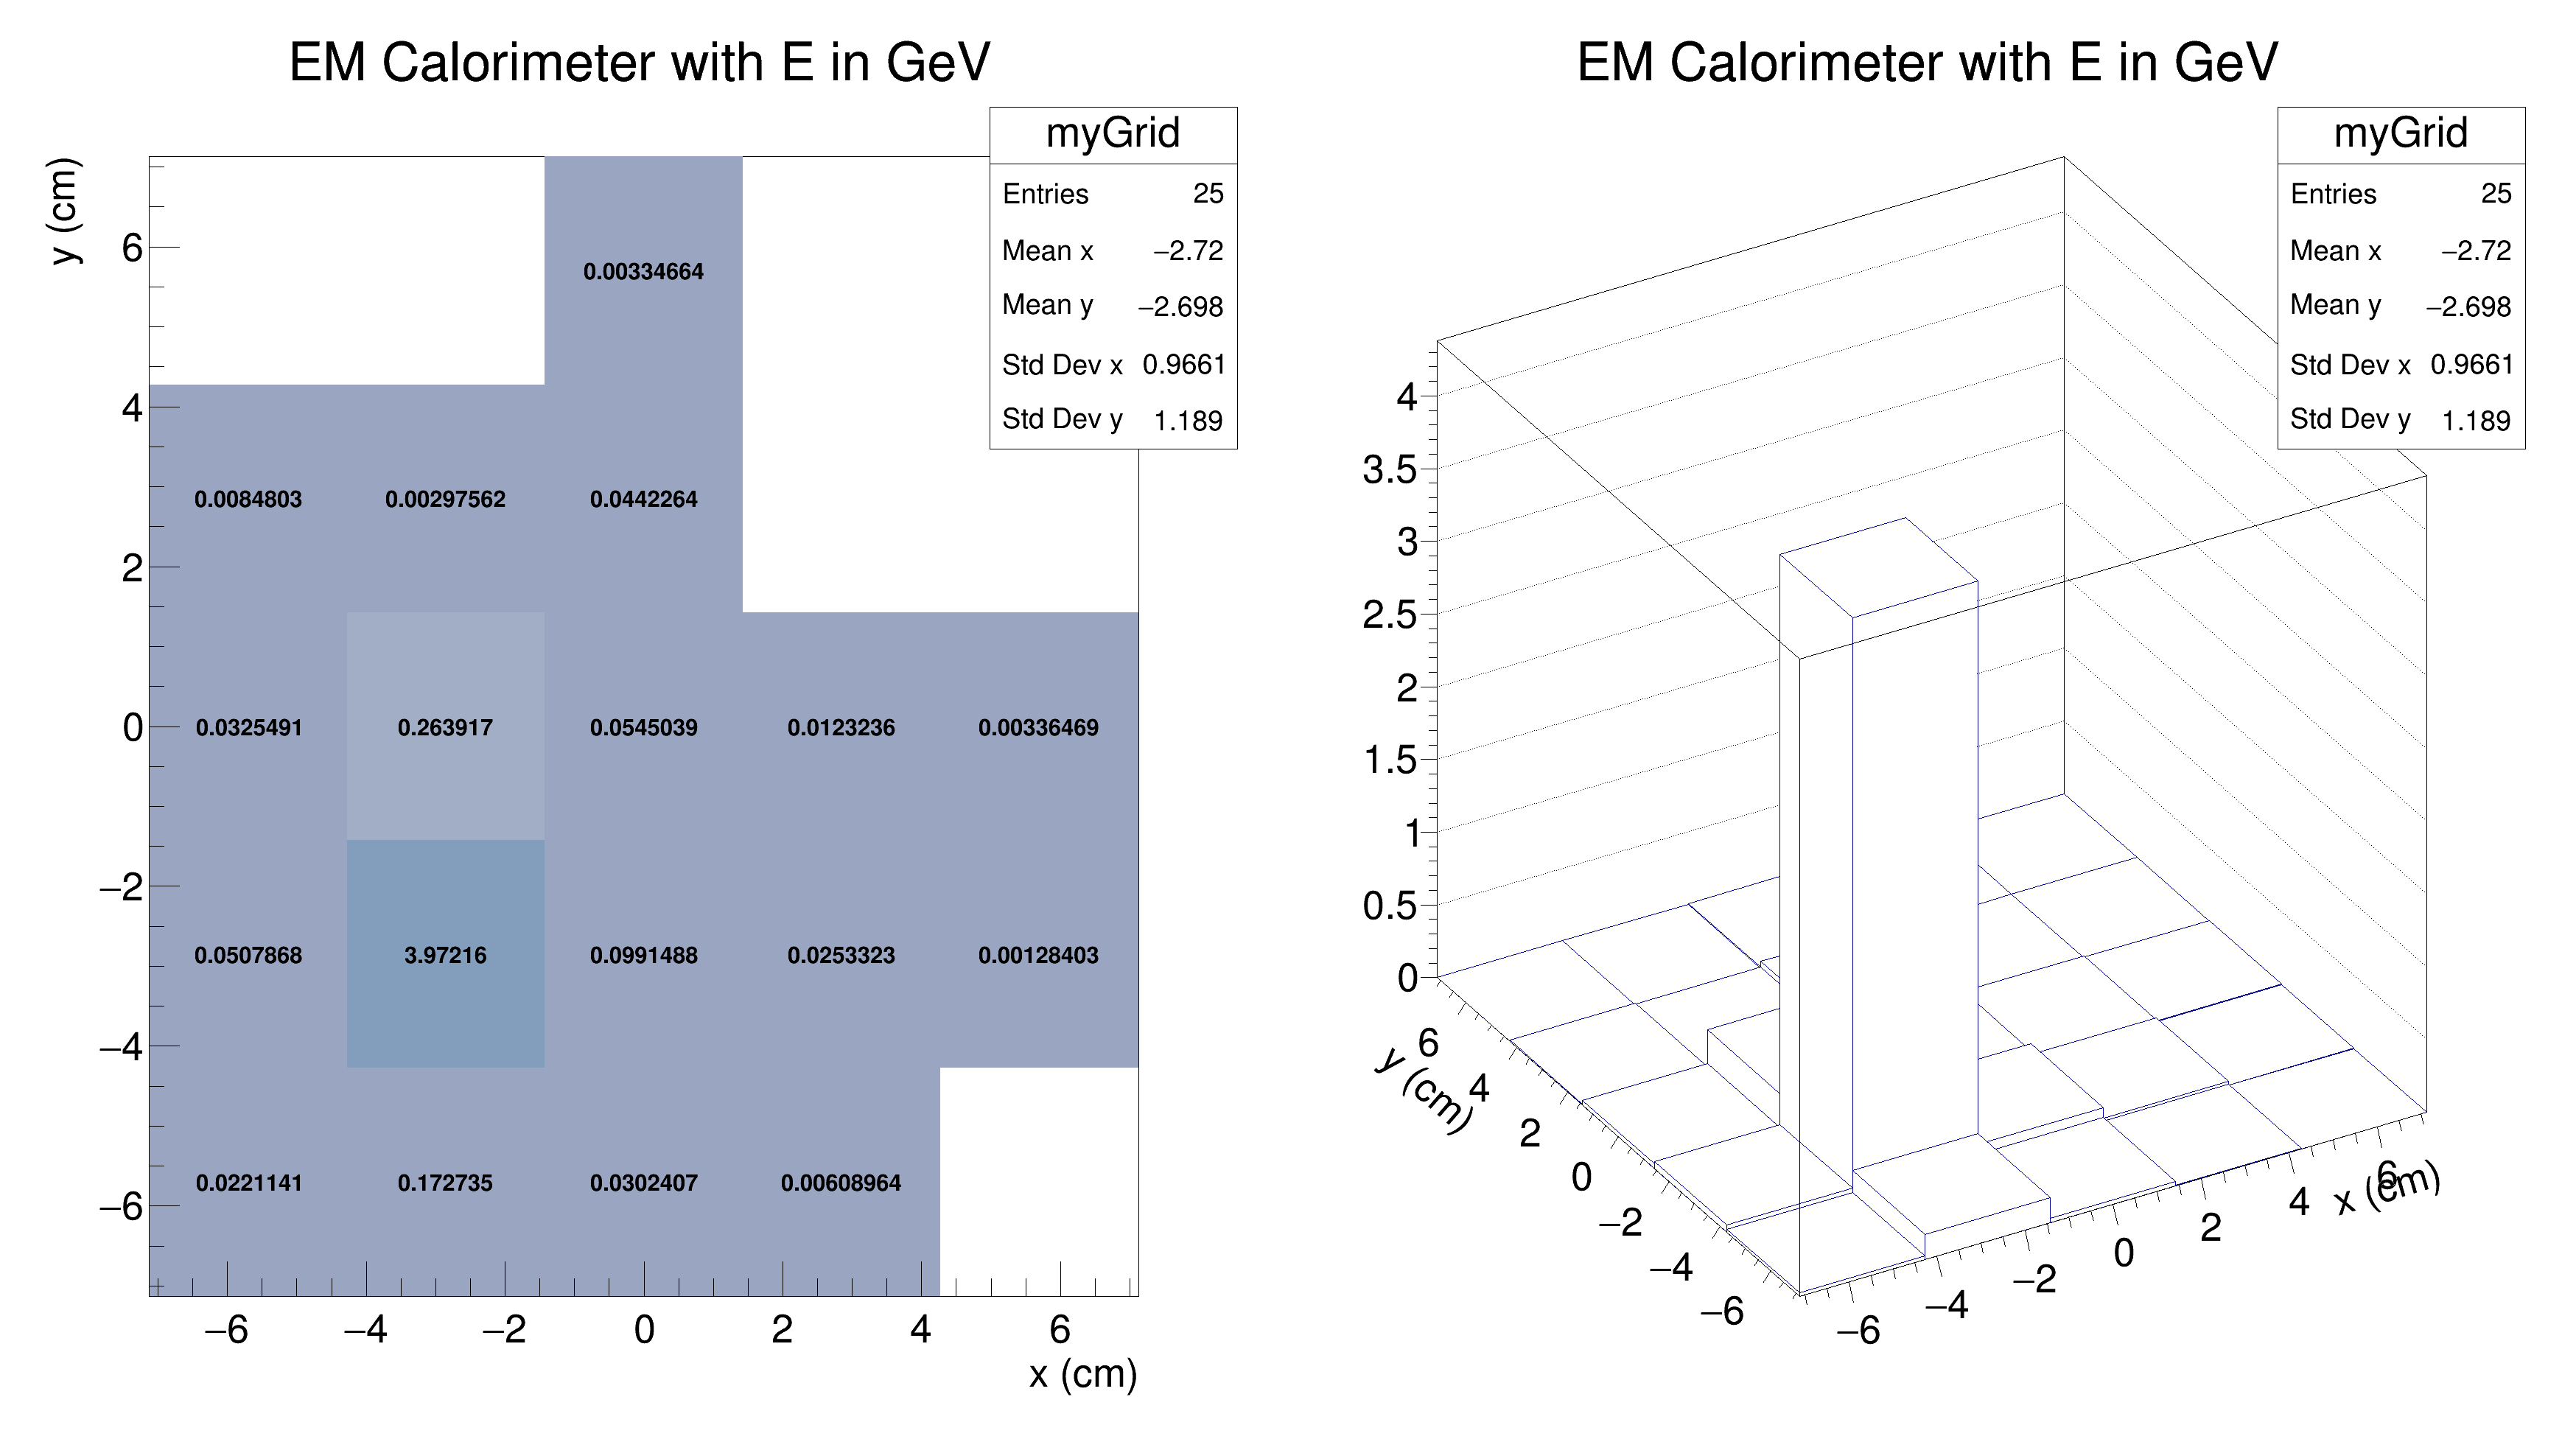 EM Calorimeter with E in GeV
myGrid
Entries 25
Mean x −2.72
Mean y −2.698
Std Dev x 0.9661
Std Dev y 1.189
y (cm)
6
4
2
0
−2
−4
−6
0.00334664
0.0084803 0.00297562 0.0442264
0.0325491 0.263917 0.0545039 0.0123236 0.00336469
0.0507868 3.97216 0.0991488 0.0253323 0.00128403
0.0221141 0.172735 0.0302407 0.00608964
−6 −4 −2 0 2 4 6
x (cm)
EM Calorimeter with E in GeV
myGrid
Entries 25
Mean x −2.72
Mean y −2.698
Std Dev x 0.9661
Std Dev y 1.189
4
3.5
3
2.5
2
1.5
1
0.5
0
6
4
2
0
−2
−4
−6
y (cm)
−6
−4
−2
0
2
4
6
x (cm)